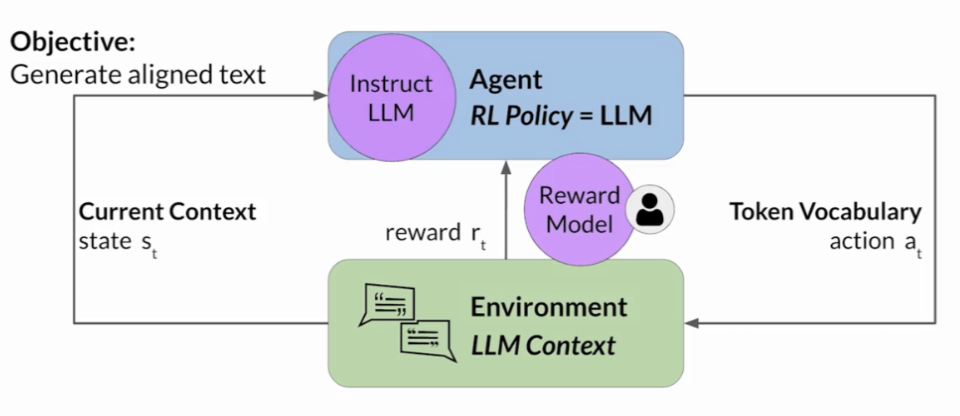 Objective:
Generate aligned text
Instruct
LLM
Agent
RL Policy = LLM
Current Context
state s_t
reward r_t
Reward
Model
Token Vocabulary
action a_t
Environment
LLM Context